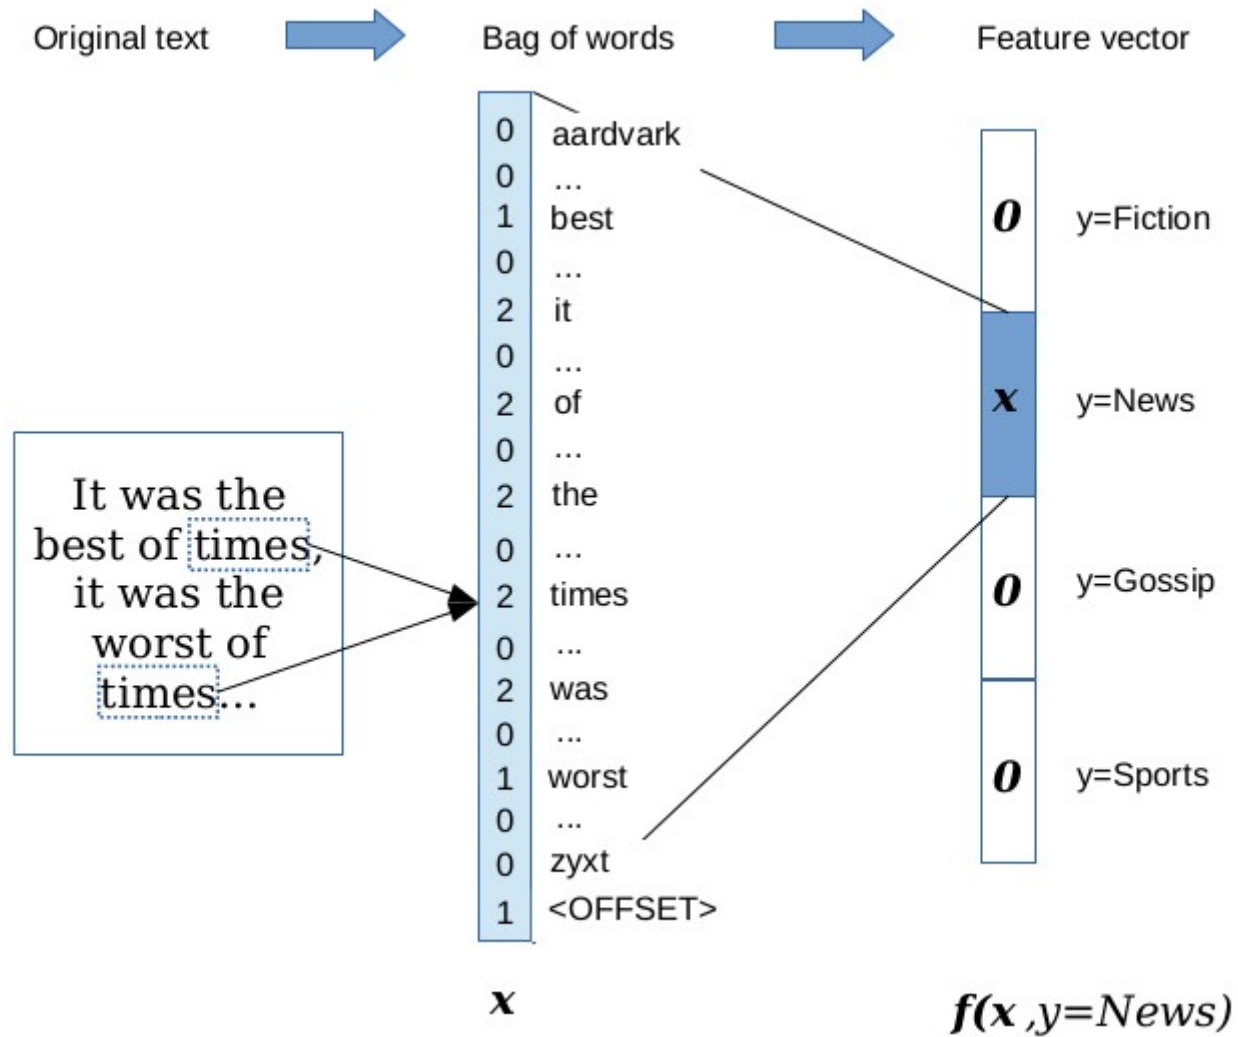 Original text
Bag of words
Feature vector
It was the
best of times,
it was the
worst of
times...
0 aardvark
0 ...
1 best
0 ...
2 it
0 ...
2 of
0 ...
2 the
0 ...
2 times
0 ...
2 was
0 ...
1 worst
0 ...
0 zyxt
1 <OFFSET>
x
0 y=Fiction
x y=News
0 y=Gossip
0 y=Sports
f(x ,y=News)